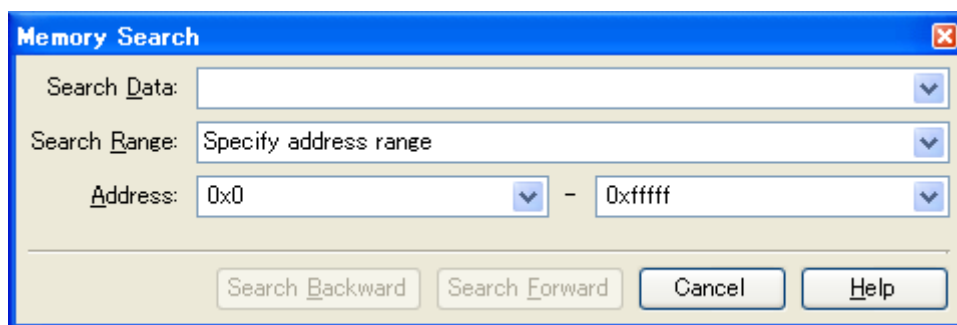 Memory Search
Search Data:
Search Range: Specify address range
Address: 0x0 - 0xfffff
Search Backward Search Forward Cancel Help